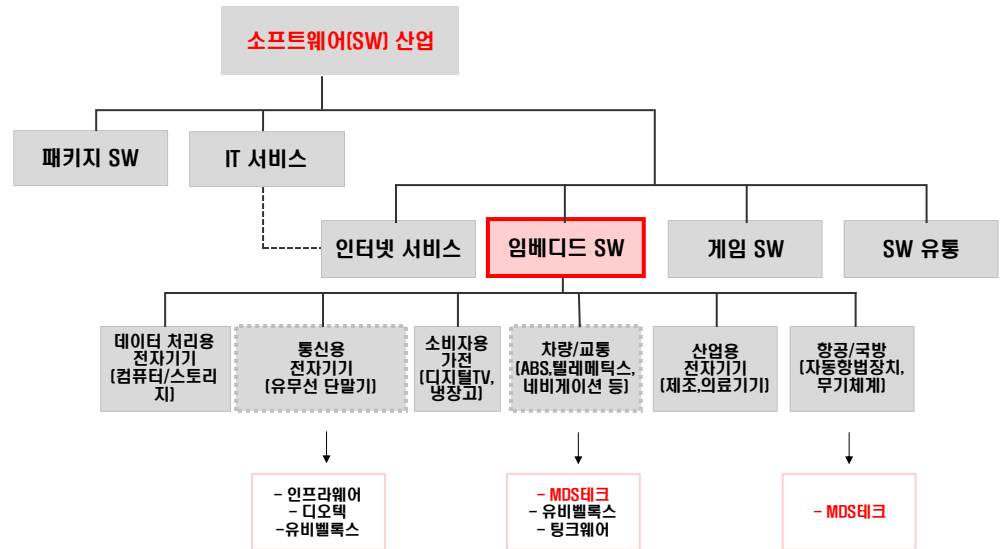 소프트웨어(SW) 산업
패키지 SW
IT 서비스
인터넷 서비스
임베디드 SW
게임 SW
SW 유통
데이터 처리용
전자기기
(컴퓨터/스토리
지)
통신용
전자기기
(유무선 단말기)
소비자용
가전
(디지털TV,
냉장고)
차량/교통
(ABS,텔레메틱스,
네비게이션 등)
산업용
전자기기
(제조,의료기기)
항공/국방
(자동항법장치,
무기체계)
- 인프라웨어
- 디오텍
-유비벨록스
- MDS테크
- 유비벨록스
- 팅크웨어
- MDS테크